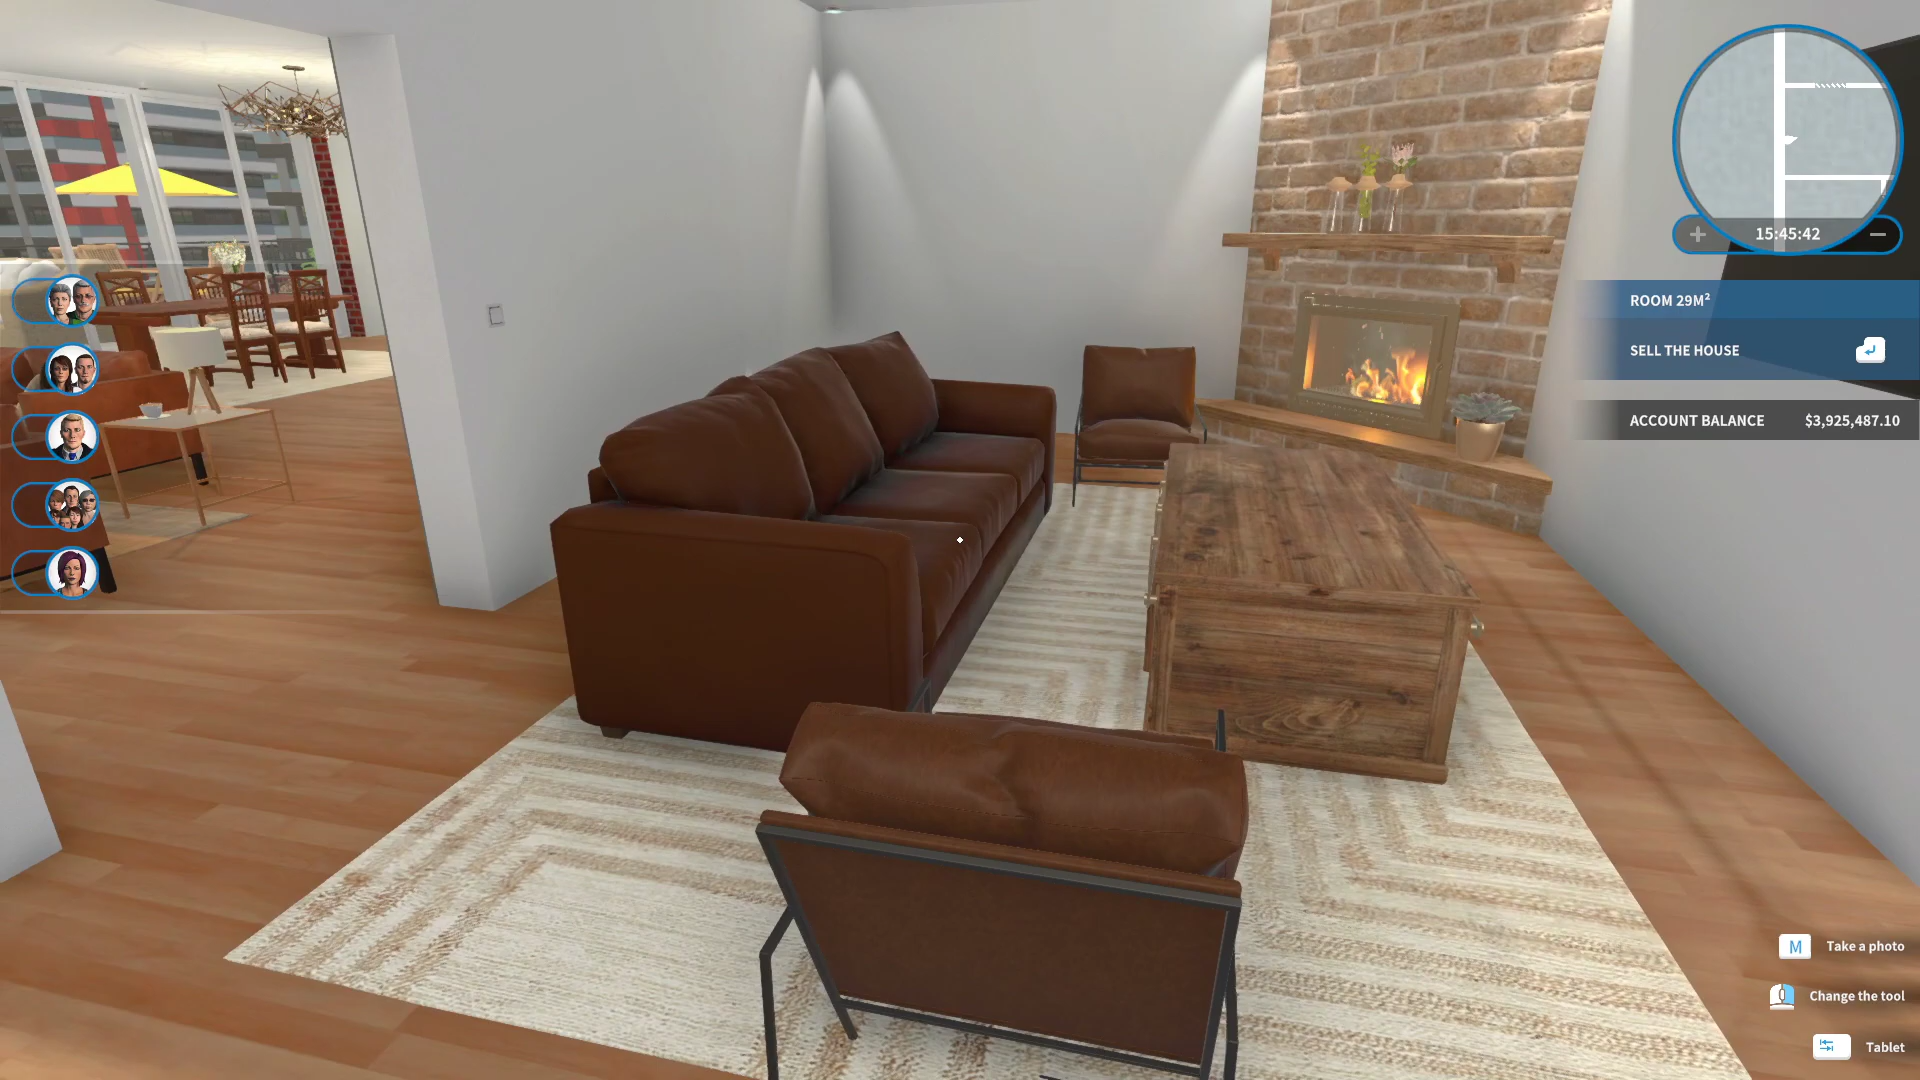 15:45:42
ROOM 29M²
SELL THE HOUSE
ACCOUNT BALANCE $3,925,487.10
M Take a photo
Change the tool
Tablet